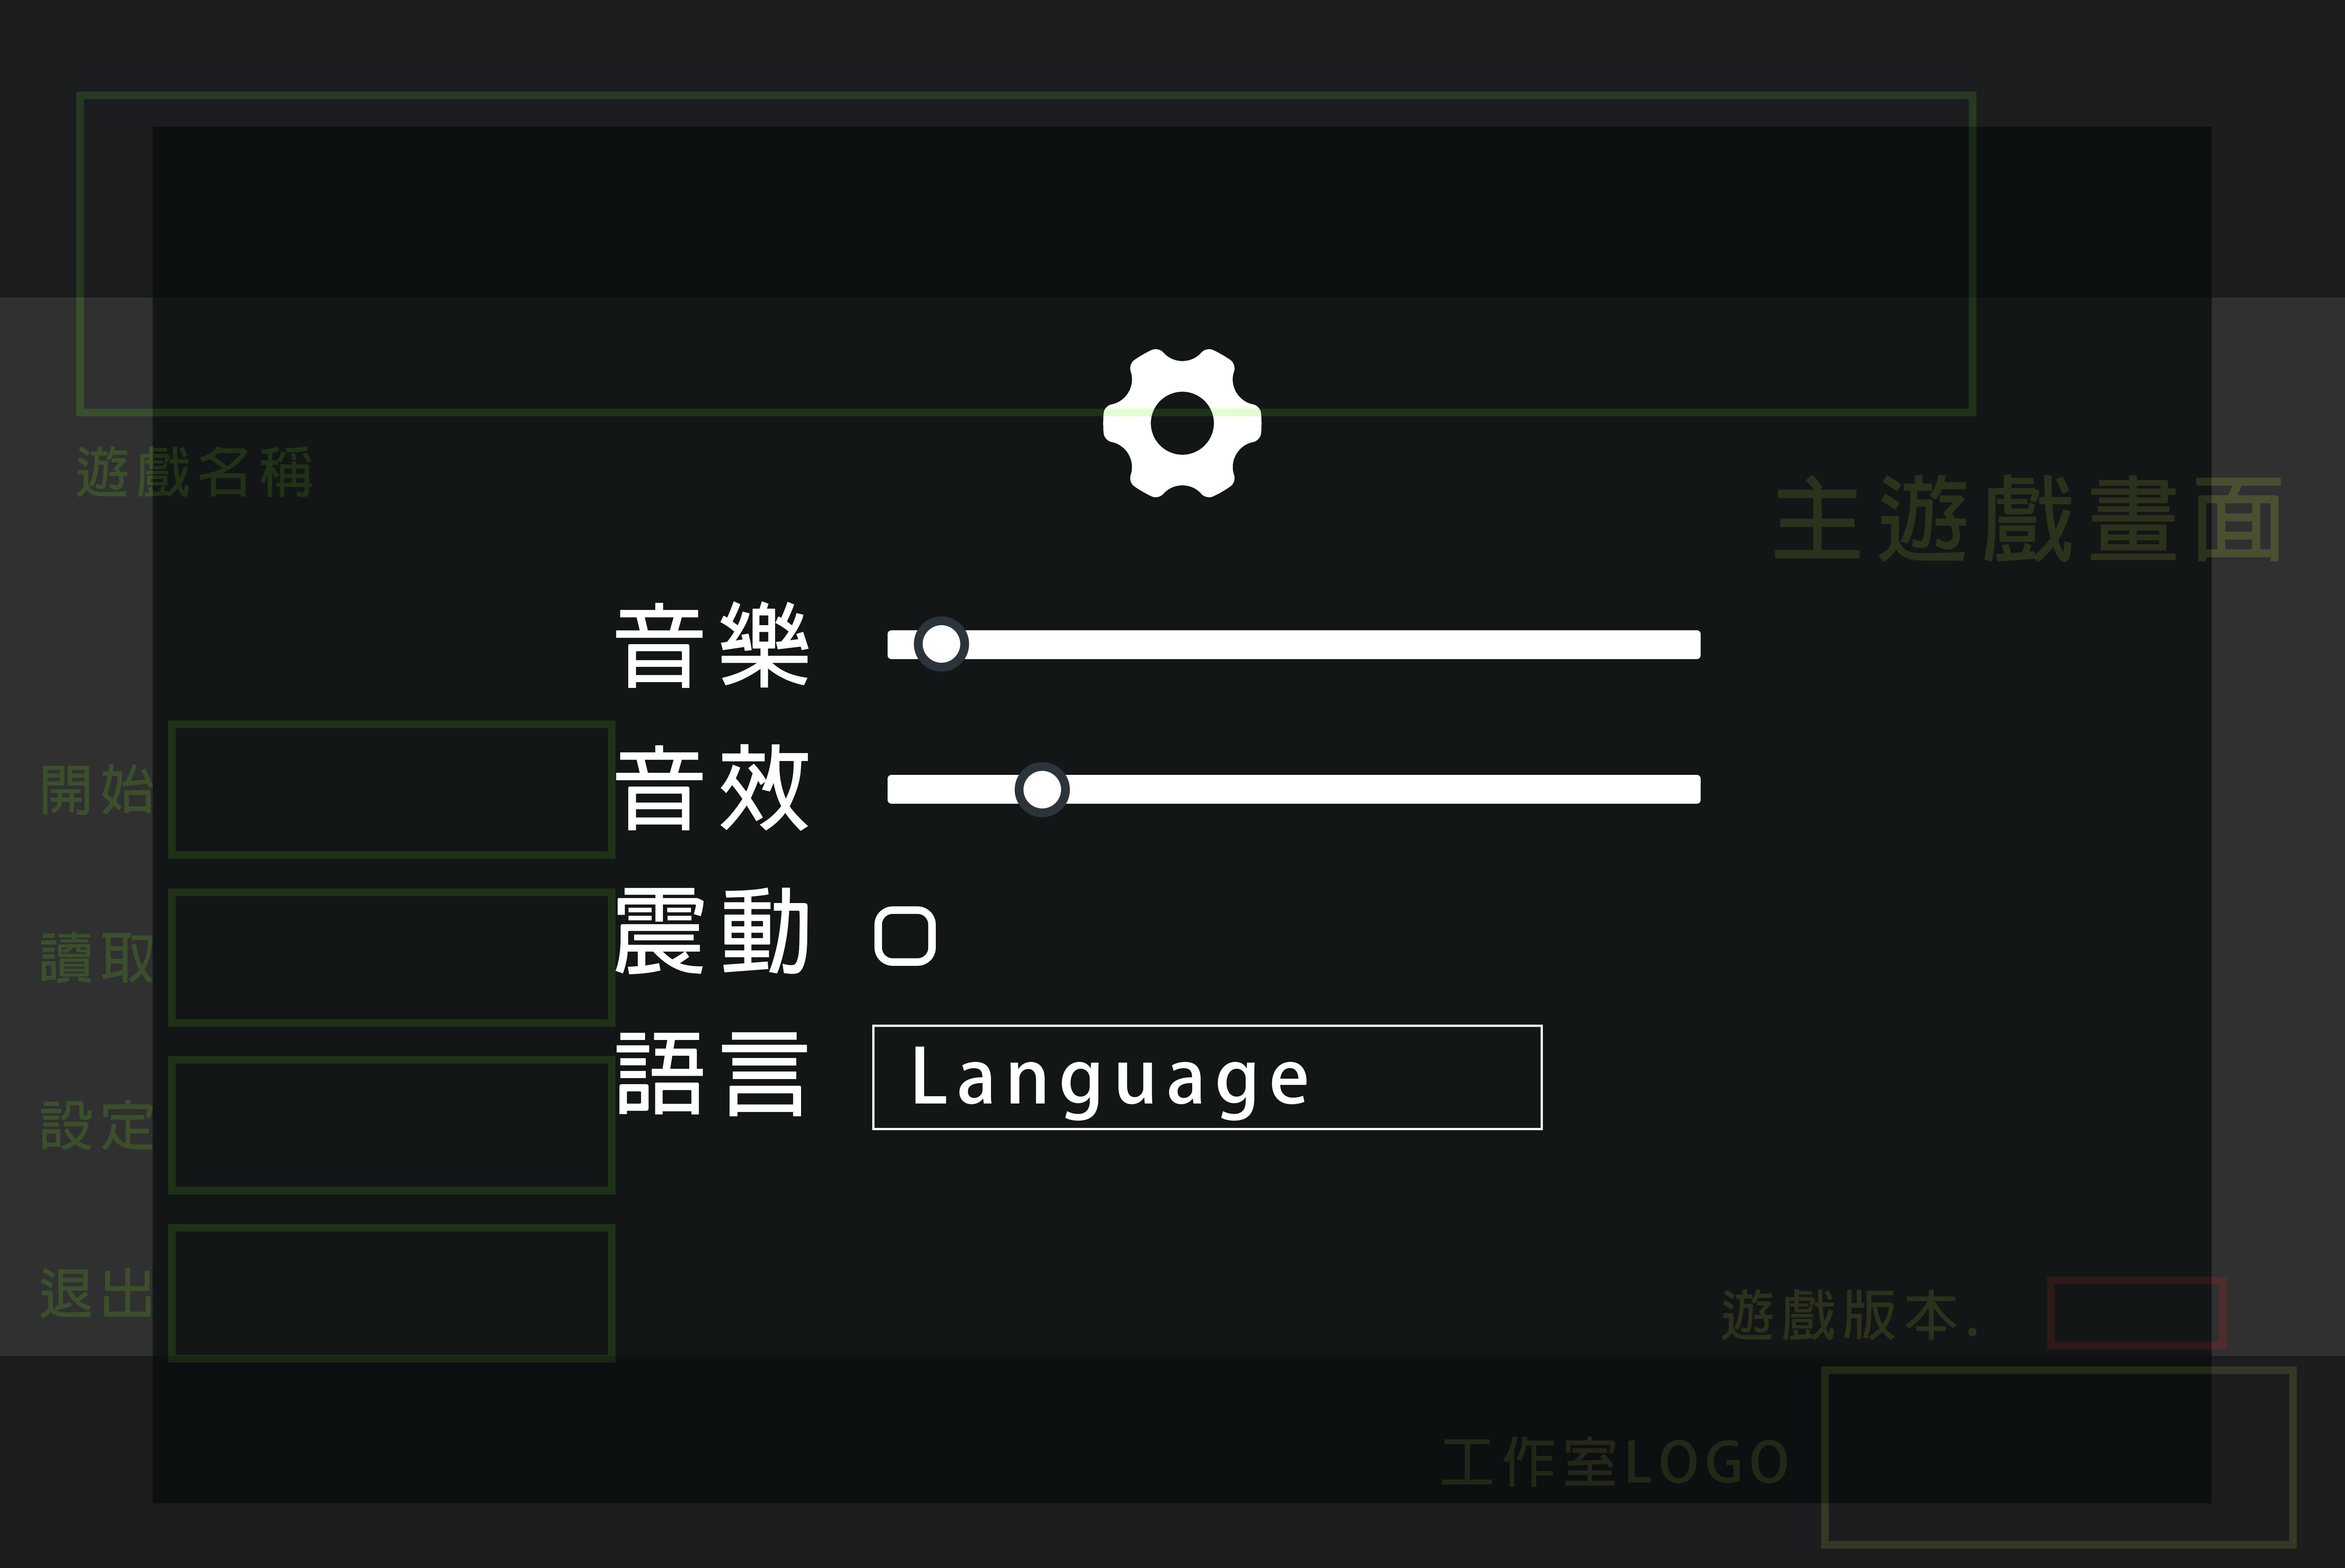 遊戲名稱
主遊戲畫面
音樂
音效
開始
震動
讀取
語言 Language
設定
退出
遊戲版本.
工作室LOGO